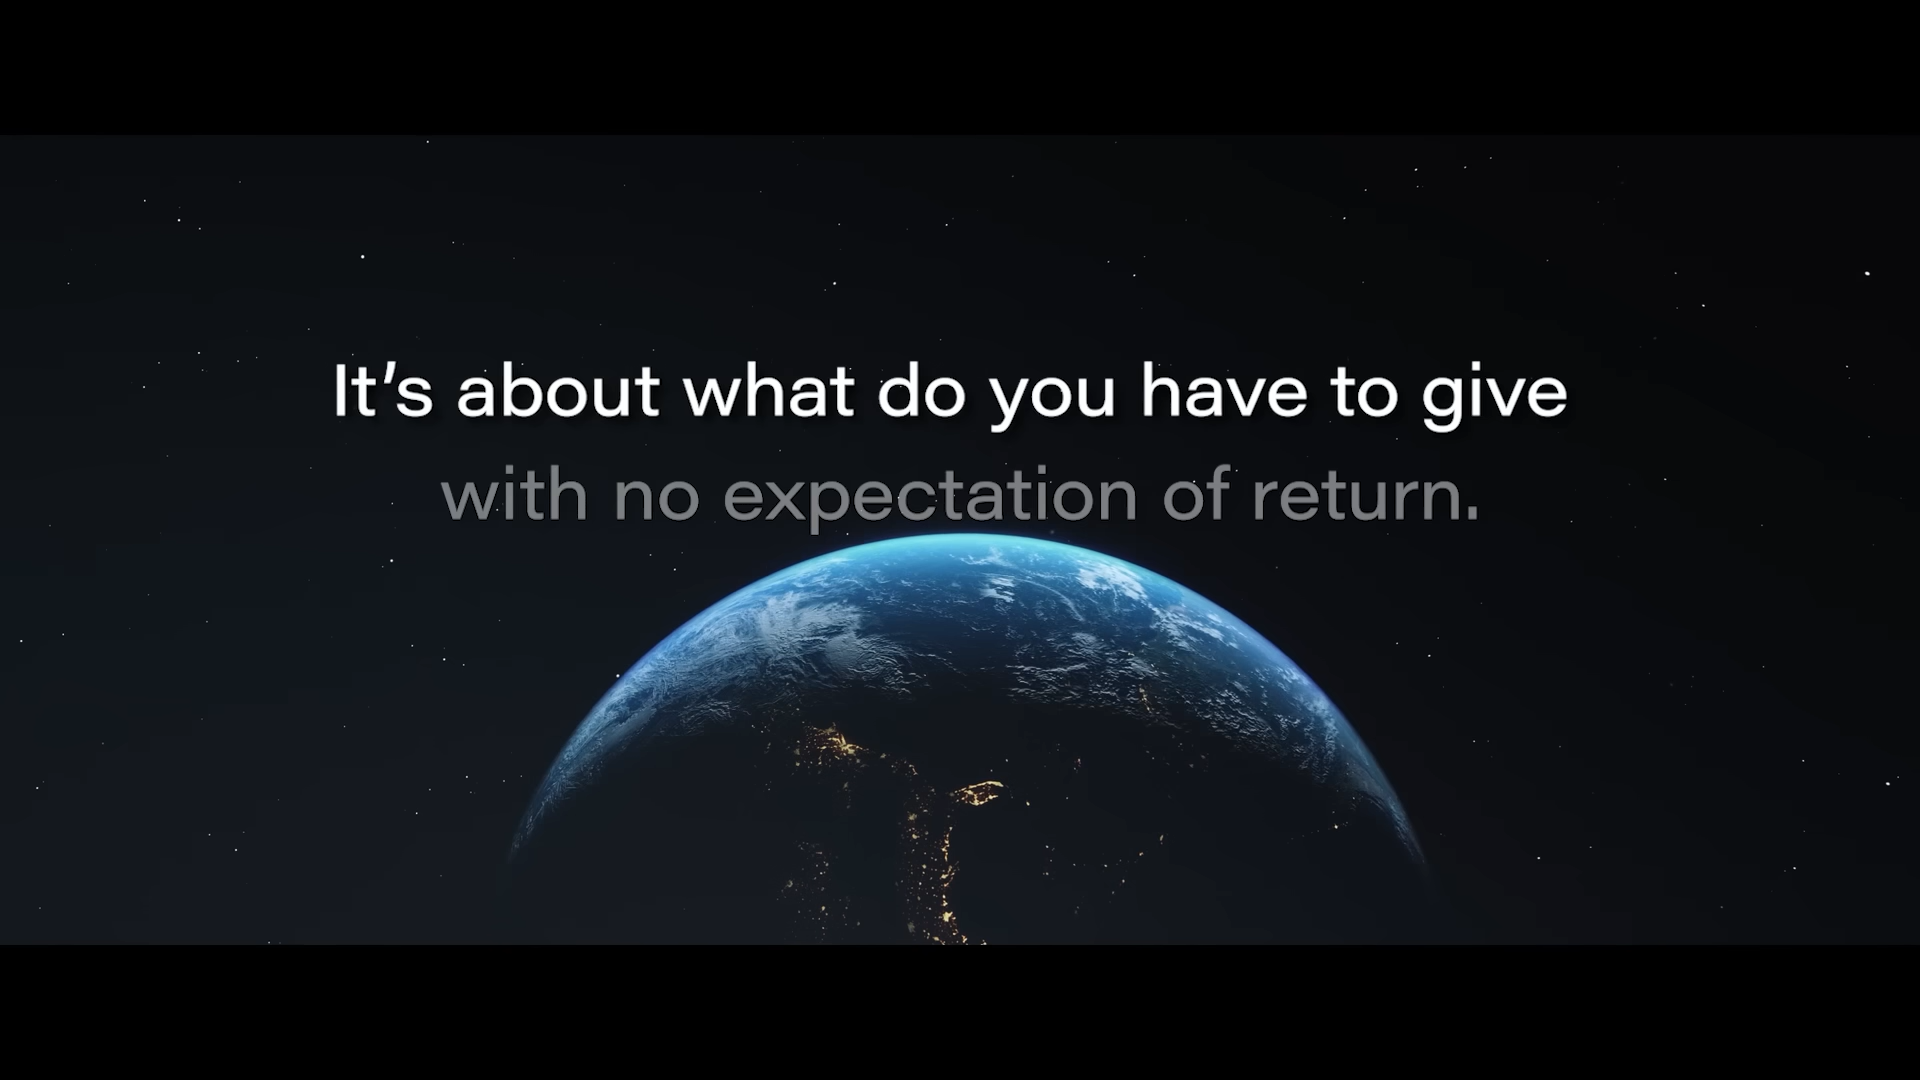 It’s about what do you have to give
with no expectation of return.